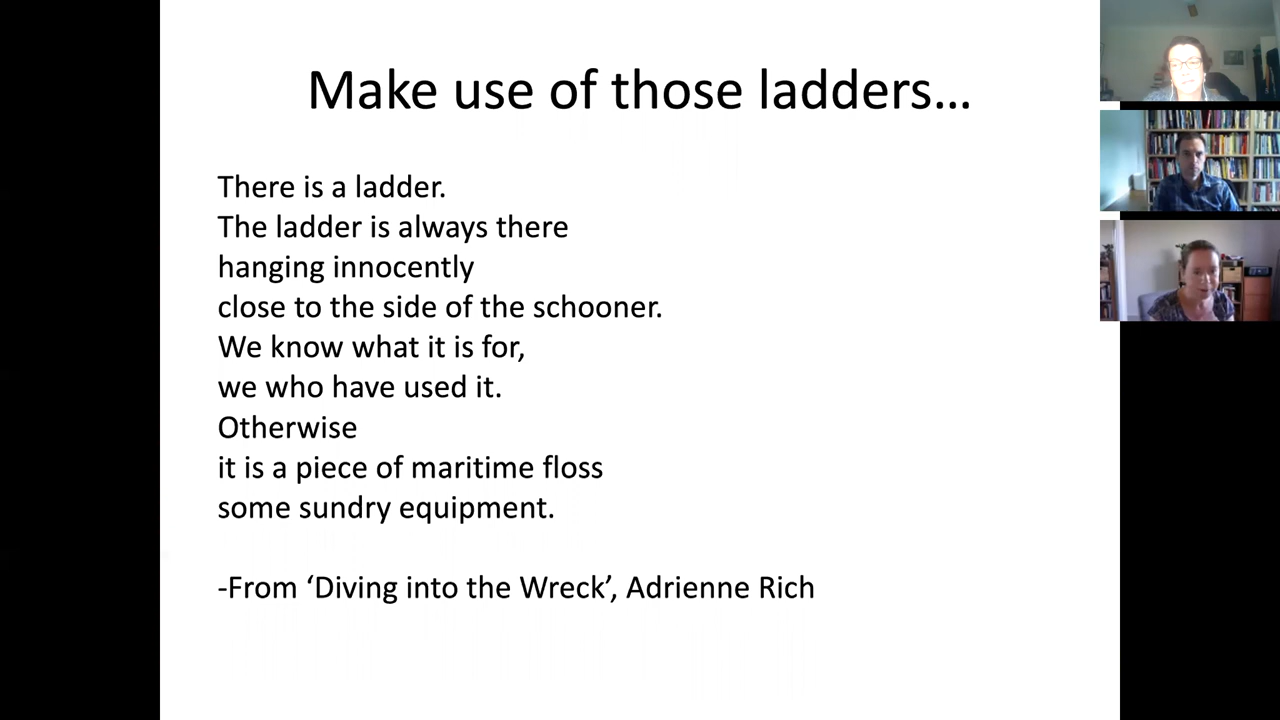 Make use of those ladders…
There is a ladder.
The ladder is always there
hanging innocently
close to the side of the schooner.
We know what it is for,
we who have used it.
Otherwise
it is a piece of maritime floss
some sundry equipment.
-From ‘Diving into the Wreck’, Adrienne Rich